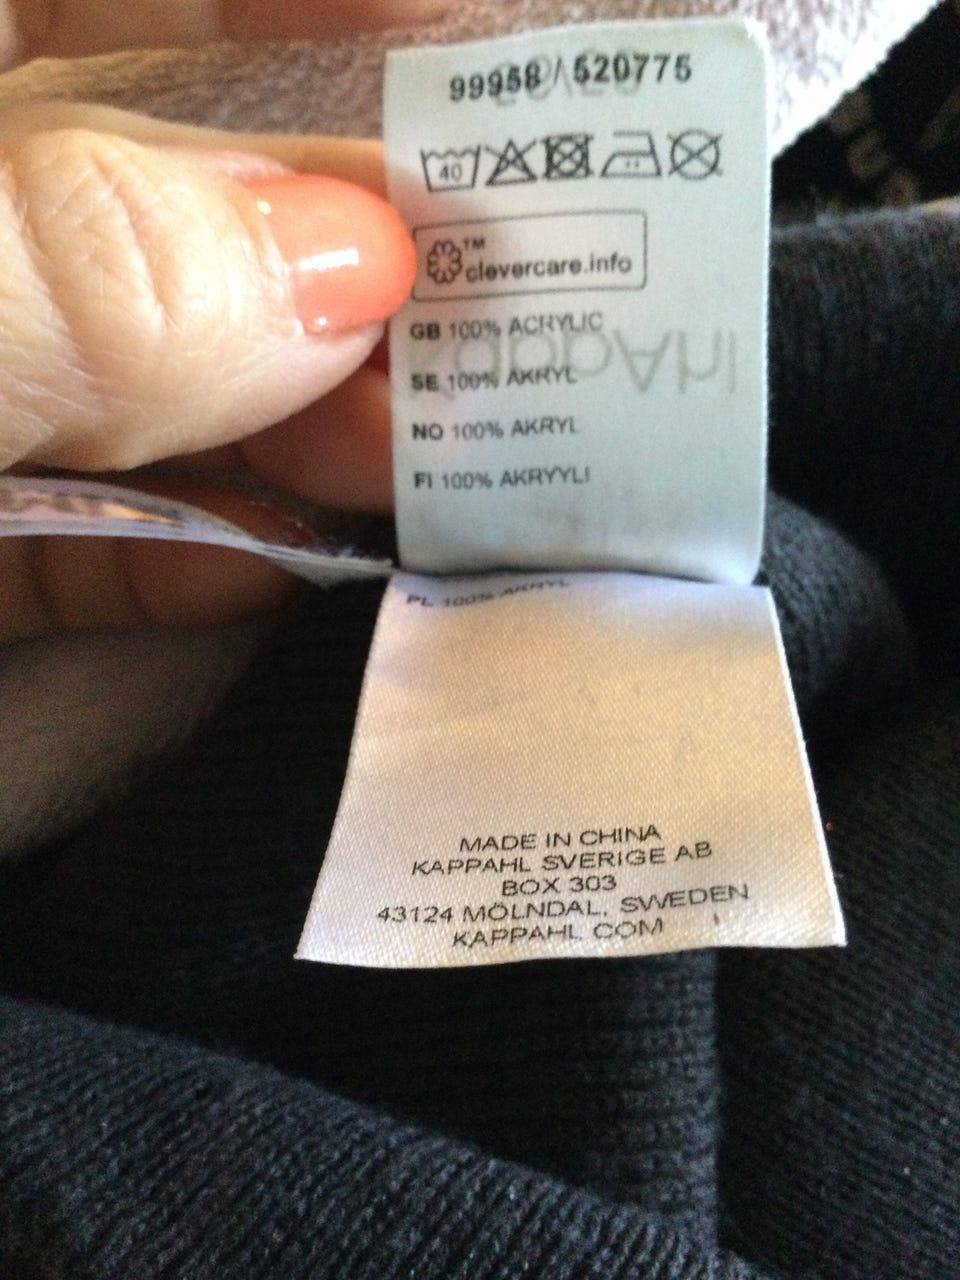 99958 / 520775
40
TM
clevercare.info
GB 100% ACRYLIC
SE 100% AKRYL
NO 100% AKRYL
FI 100% AKRYYLI
PL 100% AKRYL
MADE IN CHINA
KAPPAHL SVERIGE AB
BOX 303
43124 MÖLNDAL, SWEDEN
KAPPAHL.COM